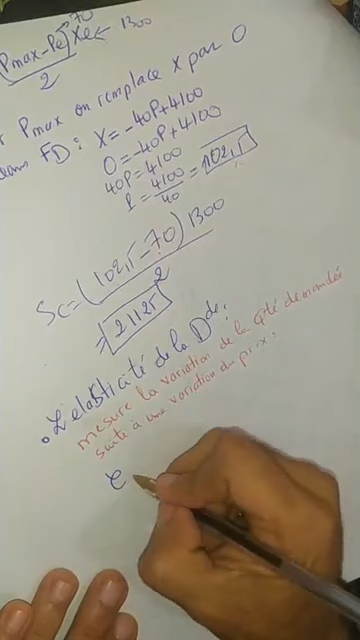 (Pmax-Pe)Xe ← 1300
70
2
Pmax on remplace X par 0
dans FD: X = -40P+4100
0 = -40P+4100
40P = 4100
P = 4100/40 = 102,5
Sc = (102,5-70)1300
2
= 21125
• L'élasticité de la D de:
mesure la variation de la Qté demandée
suite à une variation du prix:
e